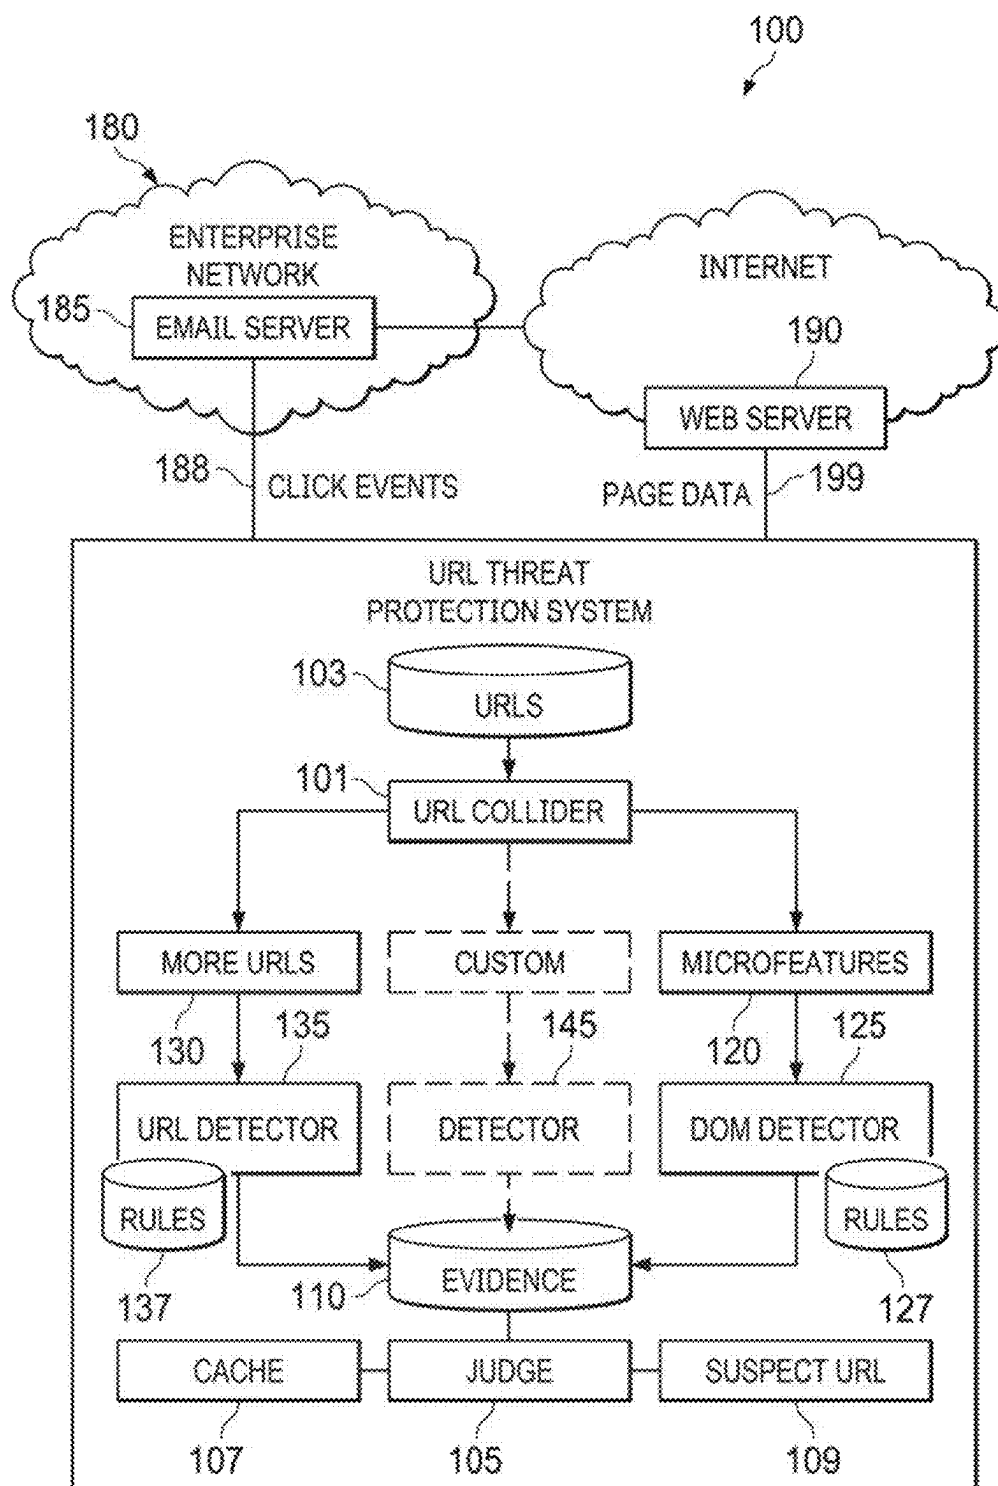 100
180
ENTERPRISE
NETWORK
INTERNET
185
EMAIL SERVER
190
WEB SERVER
188
CLICK EVENTS
PAGE DATA
199
URL THREAT
PROTECTION SYSTEM
103
URLS
101
URL COLLIDER
MORE URLS
CUSTOM
MICROFEATURES
130
135
145
120
125
URL DETECTOR
DETECTOR
DOM DETECTOR
RULES
RULES
137
110
EVIDENCE
127
CACHE
JUDGE
SUSPECT URL
107
105
109